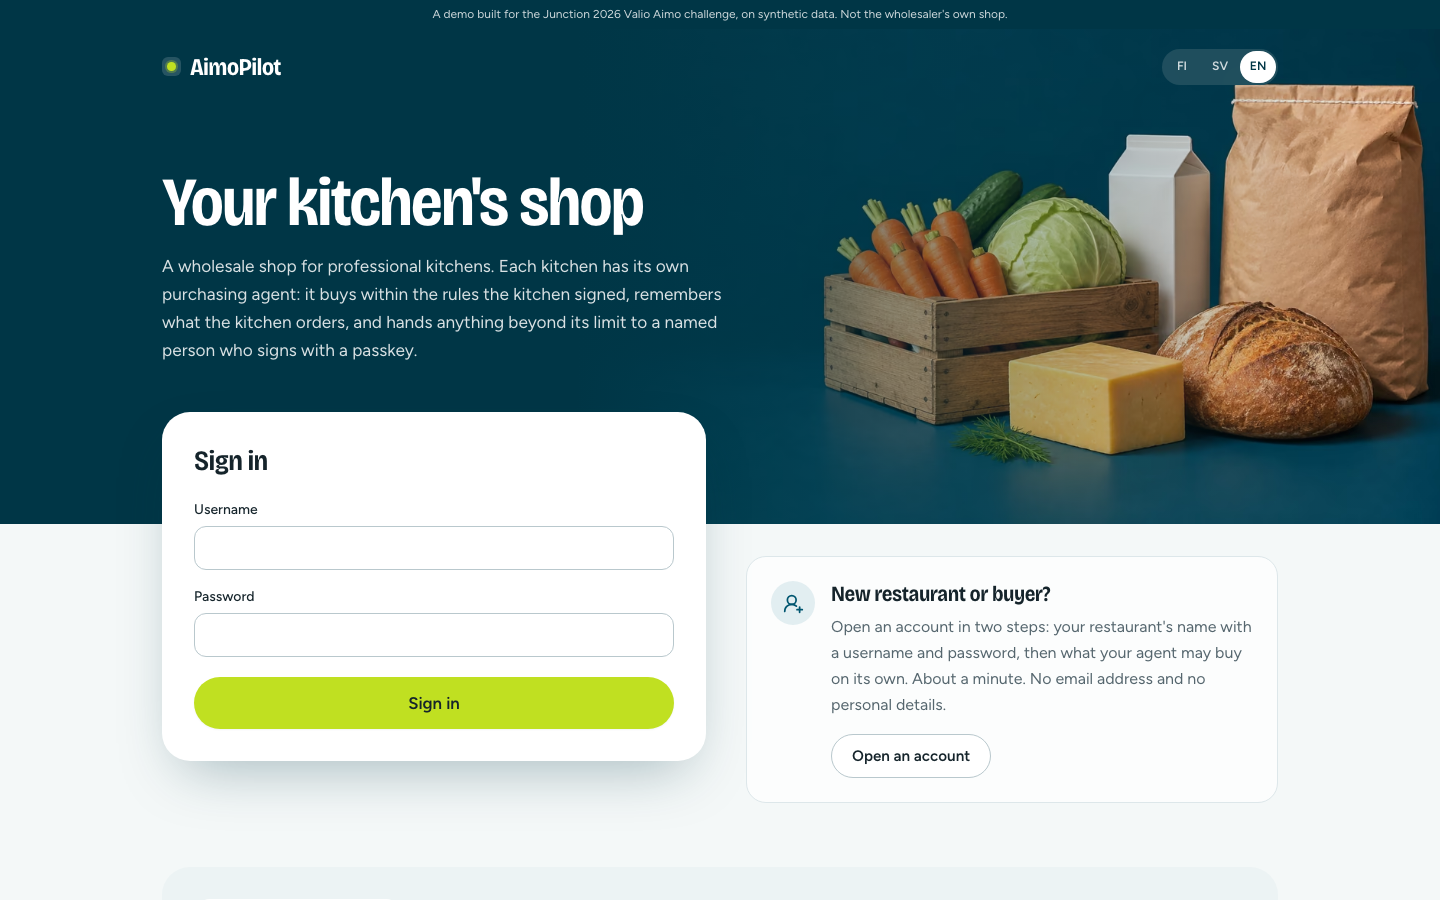 A demo built for the Junction 2026 Valio Aimo challenge, on synthetic data. Not the wholesaler's own shop.
AimoPilot
FI SV EN
Your kitchen's shop
A wholesale shop for professional kitchens. Each kitchen has its own
purchasing agent: it buys within the rules the kitchen signed, remembers
what the kitchen orders, and hands anything beyond its limit to a named
person who signs with a passkey.
Sign in
Username
Password
Sign in
New restaurant or buyer?
Open an account in two steps: your restaurant's name with
a username and password, then what your agent may buy
on its own. About a minute. No email address and no
personal details.
Open an account